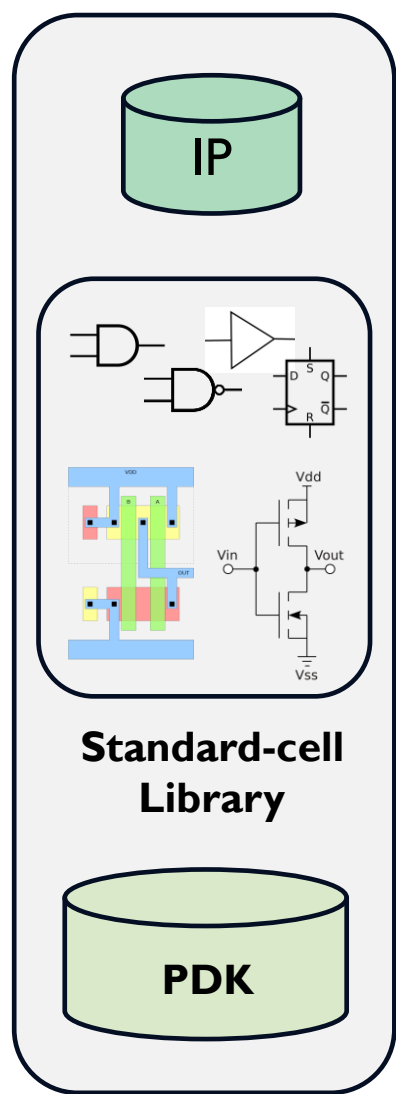 IP
S
D Q
Q̅
R
VDD
B A
OUT
Vdd
Vin Vout
Vss
Standard-cell
Library
PDK